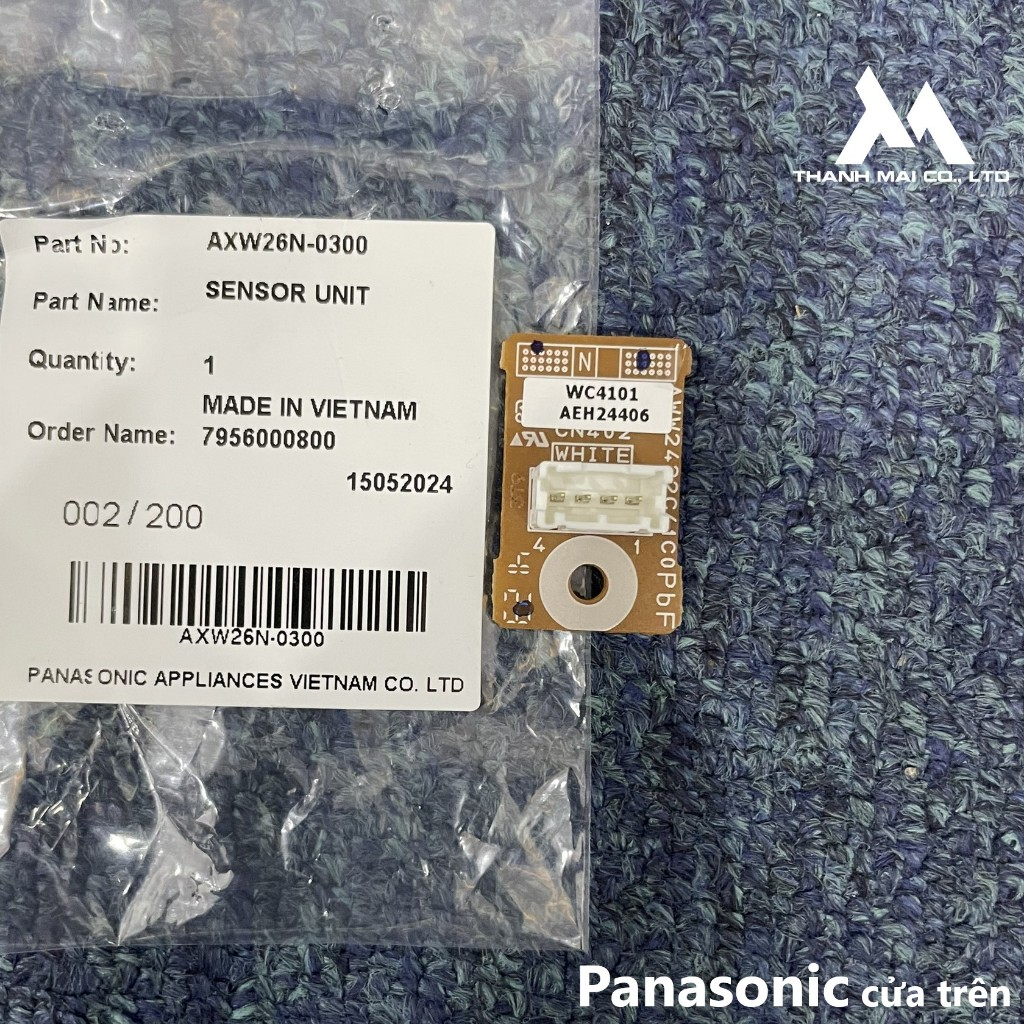 THANH MAI CO., LTD
Part No: AXW26N-0300
Part Name: SENSOR UNIT
Quantity: 1
MADE IN VIETNAM
Order Name: 7956000800
15052024
002/200
AXW26N-0300
PANASONIC APPLIANCES VIETNAM CO. LTD
N
WC4101
AEH24406
CN402
WHITE
4 1
C0PbF
Panasonic cửa trên